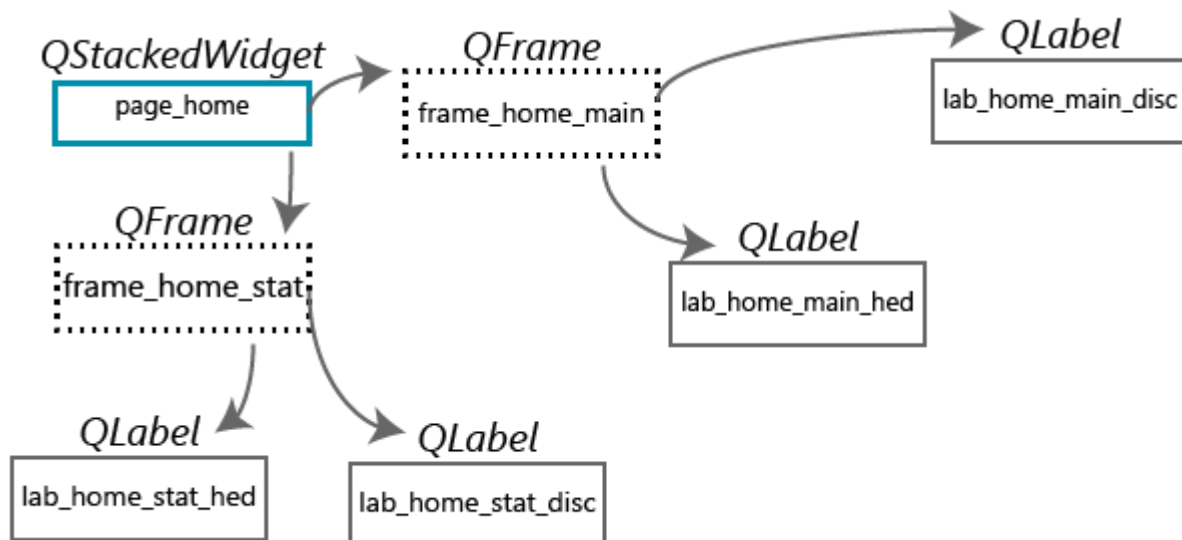 QStackedWidget
page_home
QFrame
frame_home_main
QLabel
lab_home_main_disc
QLabel
lab_home_main_hed
QFrame
frame_home_stat
QLabel
lab_home_stat_hed
QLabel
lab_home_stat_disc